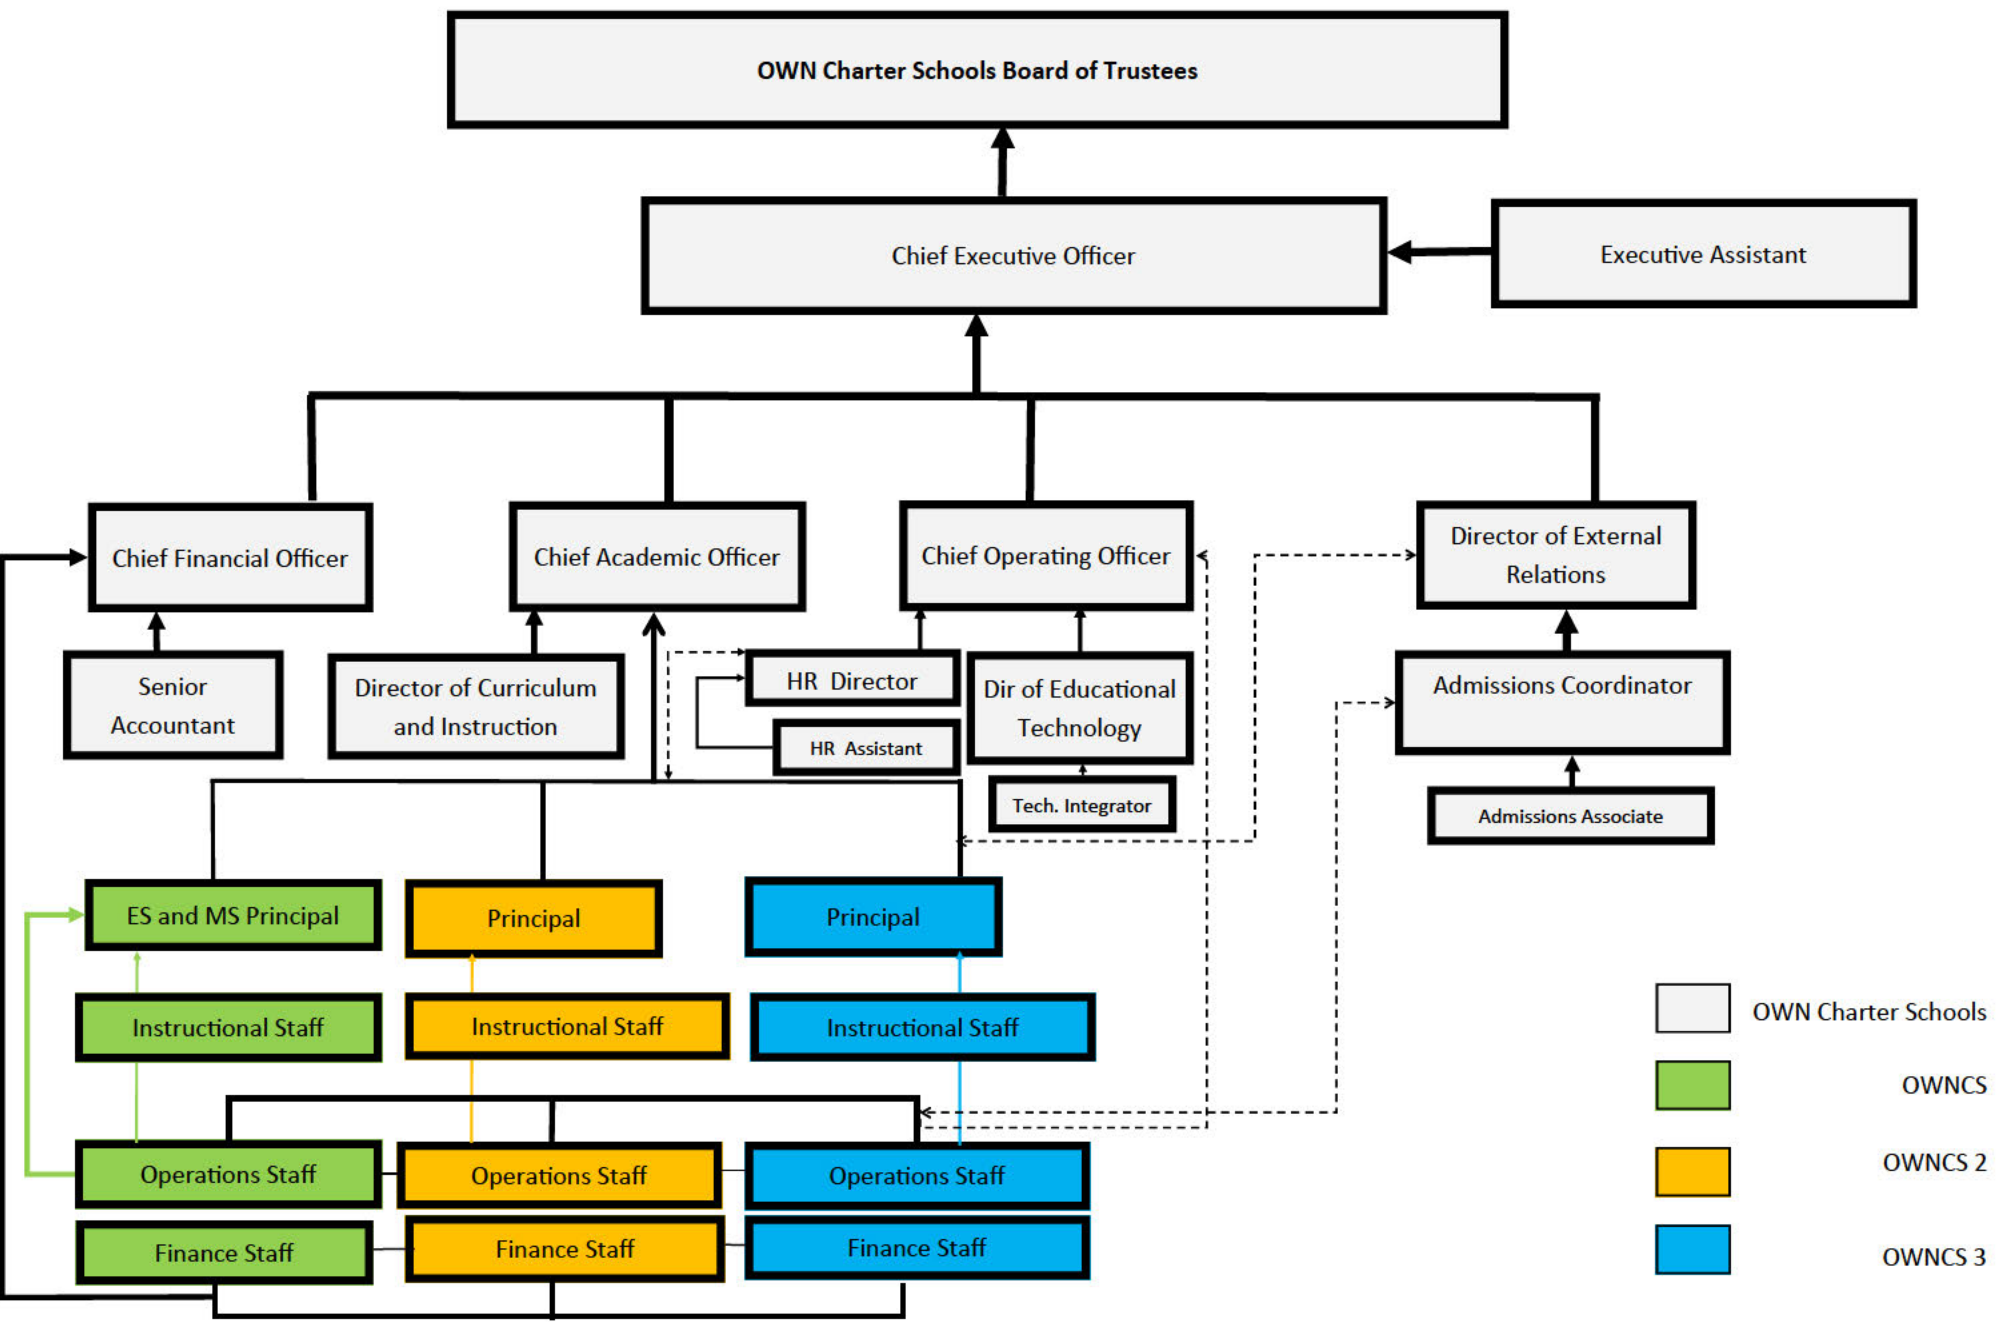 OWN Charter Schools Board of Trustees
Chief Executive Officer
Executive Assistant
Chief Financial Officer
Chief Academic Officer
Chief Operating Officer
Director of External
Relations
Senior
Accountant
Director of Curriculum
and Instruction
HR Director
HR Assistant
Dir of Educational
Technology
Tech. Integrator
Admissions Coordinator
Admissions Associate
ES and MS Principal
Principal
Principal
Instructional Staff
Instructional Staff
Instructional Staff
Operations Staff
Operations Staff
Operations Staff
Finance Staff
Finance Staff
Finance Staff
OWN Charter Schools
OWNCS
OWNCS 2
OWNCS 3